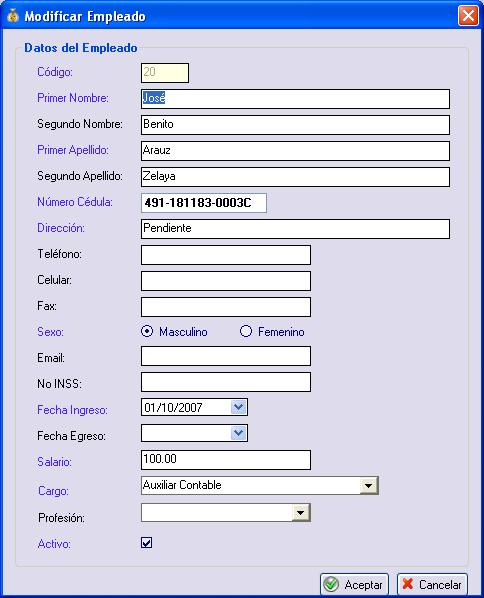 Modificar Empleado
Datos del Empleado
Código: 20
Primer Nombre: José
Segundo Nombre: Benito
Primer Apellido: Arauz
Segundo Apellido: Zelaya
Número Cédula: 491-181183-0003C
Dirección: Pendiente
Teléfono:
Celular:
Fax:
Sexo: Masculino Femenino
Email:
No INSS:
Fecha Ingreso: 01/10/2007
Fecha Egreso:
Salario: 100.00
Cargo: Auxiliar Contable
Profesión:
Activo:
Aceptar Cancelar